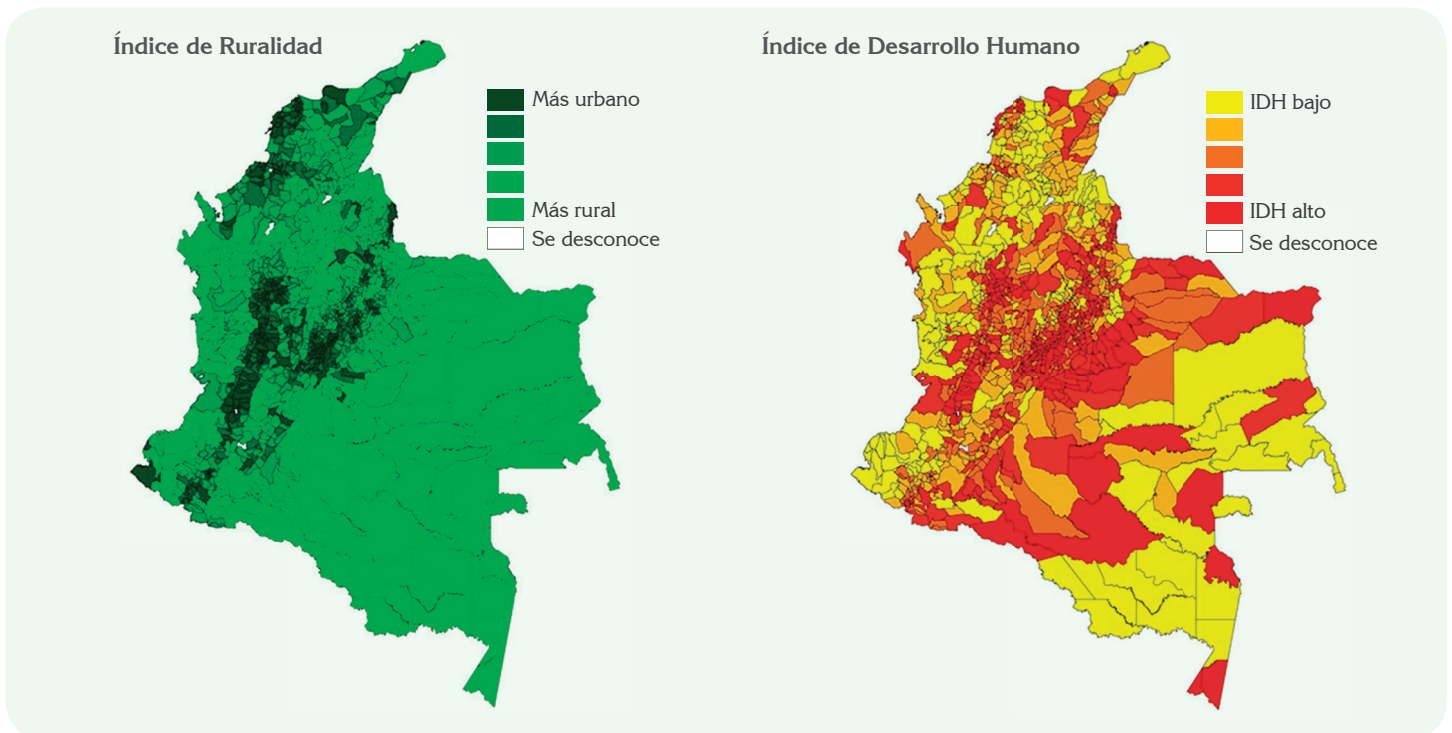 Índice de Ruralidad
Más urbano
Más rural
Se desconoce
Índice de Desarrollo Humano
IDH bajo
IDH alto
Se desconoce